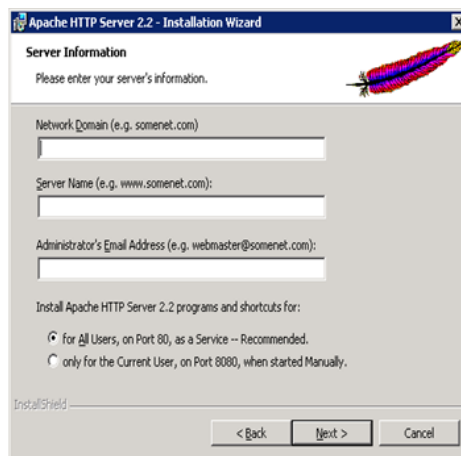 Apache HTTP Server 2.2 - Installation Wizard
Server Information
Please enter your server's information.
Network Domain (e.g. somenet.com)
Server Name (e.g. www.somenet.com):
Administrator's Email Address (e.g. webmaster@somenet.com):
Install Apache HTTP Server 2.2 programs and shortcuts for:
for All Users, on Port 80, as a Service -- Recommended.
only for the Current User, on Port 8080, when started Manually.
InstallShield
< Back Next > Cancel